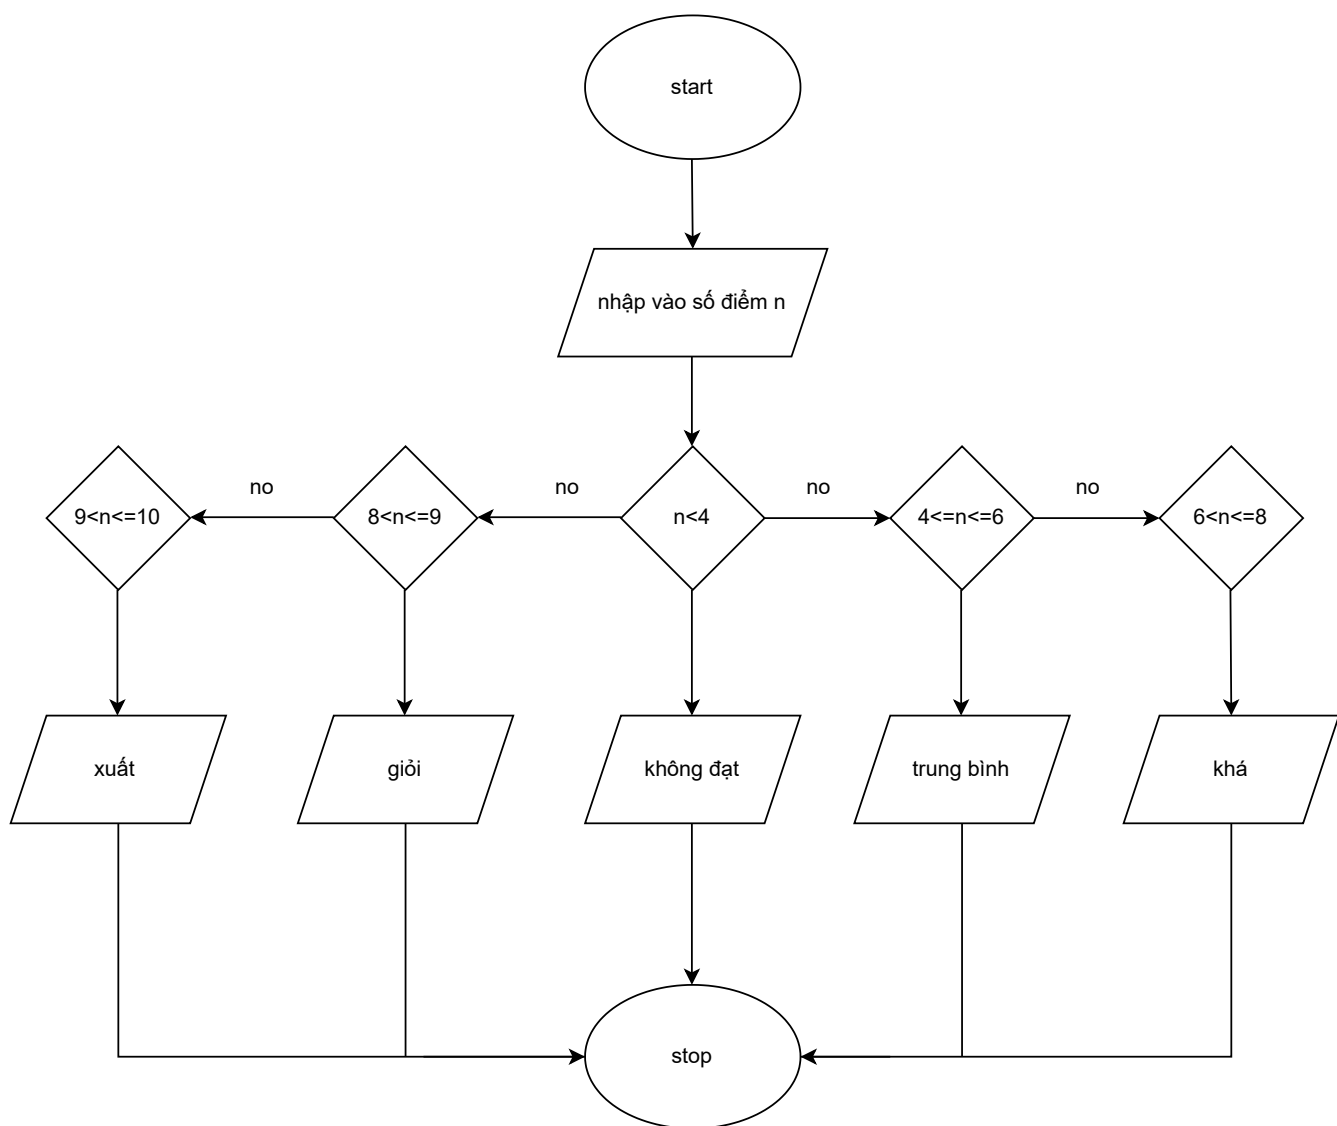 start
nhập vào số điểm n
no
no
no
no
9<n<=10
8<n<=9
n<4
4<=n<=6
6<n<=8
xuất
giỏi
không đạt
trung bình
khá
stop